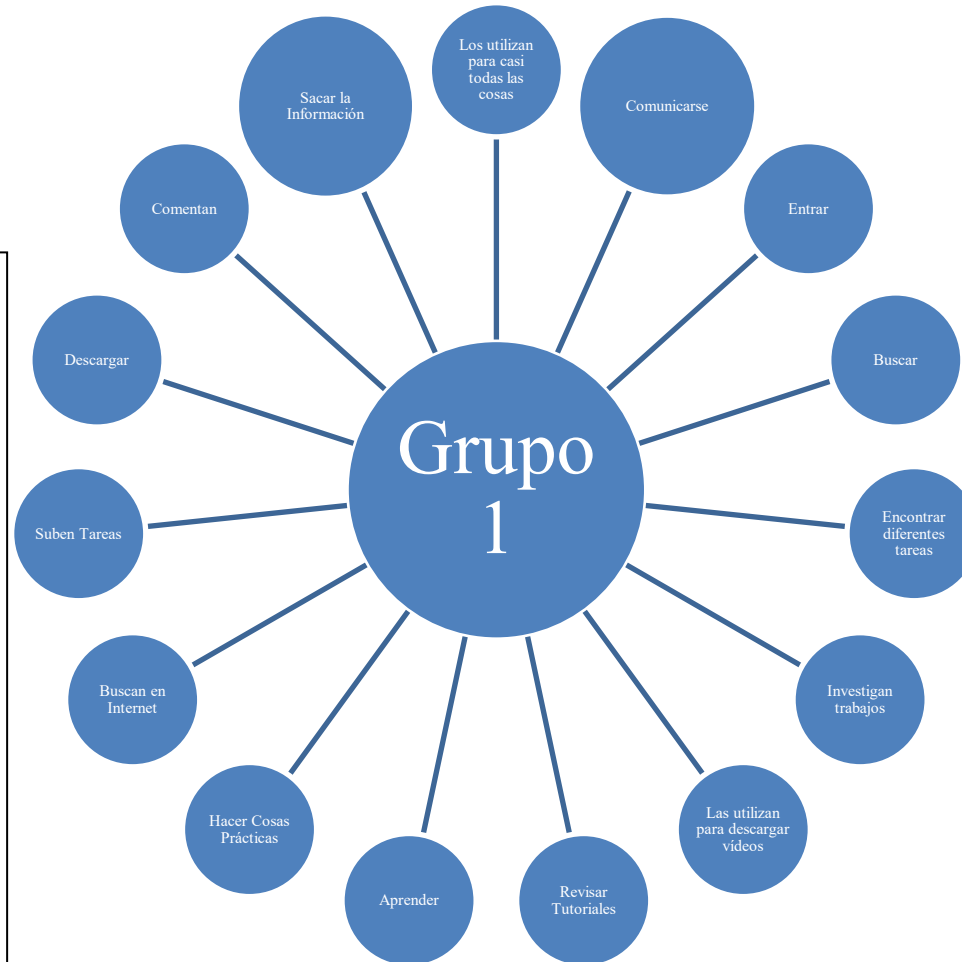 Los utilizan
para casi
todas las
cosas
Comunicarse
Entrar
Buscar
Encontrar
diferentes
tareas
Investigan
trabajos
Las utilizan
para descargar
vídeos
Revisar
Tutoriales
Aprender
Hacer Cosas
Prácticas
Buscan en
Internet
Suben Tareas
Descargar
Comentan
Sacar la
Información
Grupo
1